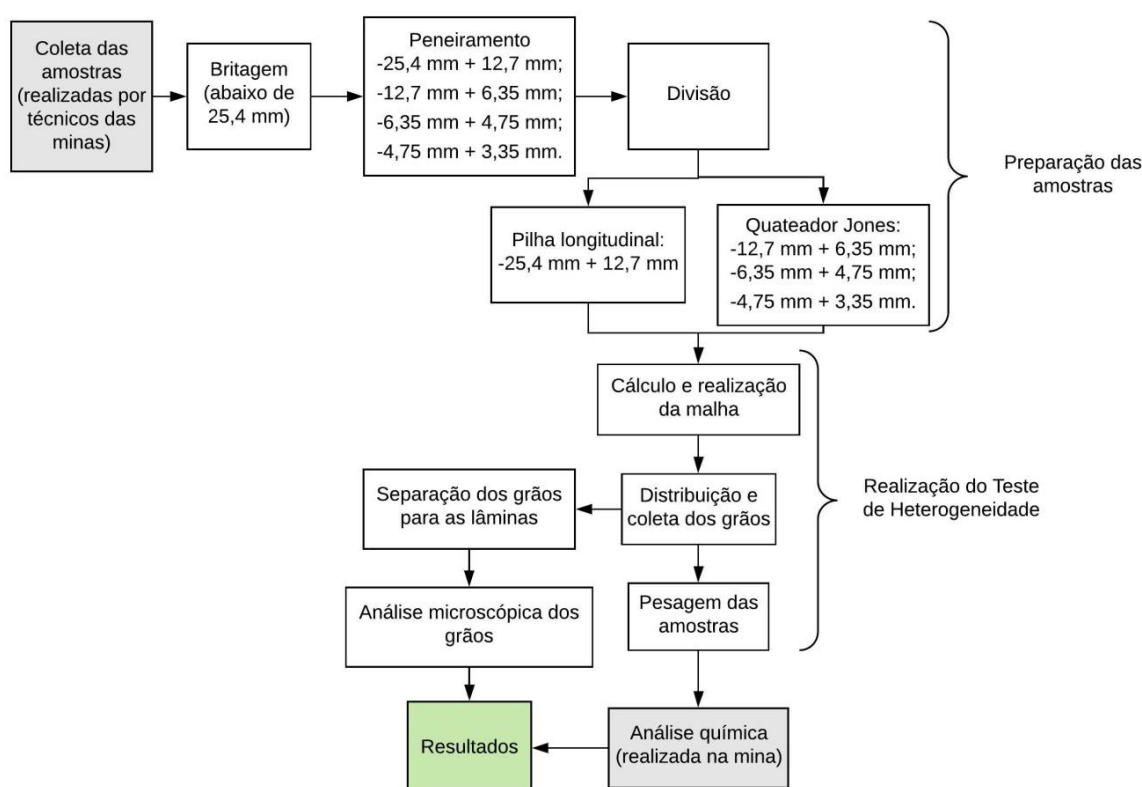 Coleta das
amostras
(realizadas por
técnicos das
minas)
Britagem
(abaixo de
25,4 mm)
Peneiramento
-25,4 mm + 12,7 mm;
-12,7 mm + 6,35 mm;
-6,35 mm + 4,75 mm;
-4,75 mm + 3,35 mm.
Divisão
Preparação das
amostras
Pilha longitudinal:
-25,4 mm + 12,7 mm
Quateador Jones:
-12,7 mm + 6,35 mm;
-6,35 mm + 4,75 mm;
-4,75 mm + 3,35 mm.
Cálculo e realização
da malha
Separação dos grãos
para as lâminas
Distribuição e
coleta dos grãos
Realização do Teste
de Heterogeneidade
Análise microscópica dos
grãos
Pesagem das
amostras
Resultados
Análise química
(realizada na mina)